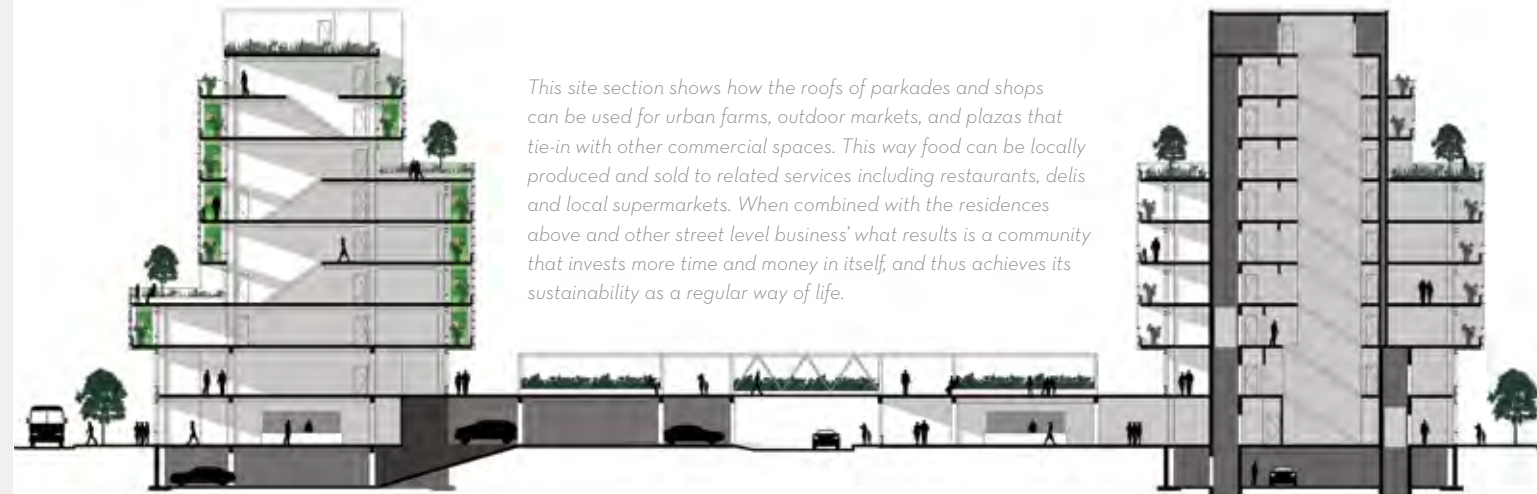 This site section shows how the roofs of parkades and shops
can be used for urban farms, outdoor markets, and plazas that
tie-in with other commercial spaces. This way food can be locally
produced and sold to related services including restaurants, delis
and local supermarkets. When combined with the residences
above and other street level business' what results is a community
that invests more time and money in itself, and thus achieves its
sustainability as a regular way of life.